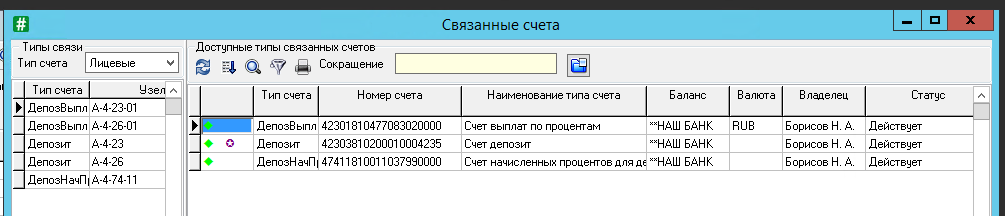 Связанные счета
Типы связи
Тип счета Лицевые
Тип счета Узел
ДепозВыпл А-4-23-01
ДепозВыпл А-4-26-01
Депозит А-4-23
Депозит А-4-26
ДепозНачПр А-4-74-11
Доступные типы связанных счетов
Сокращение
Тип счета Номер счета Наименование типа счета Баланс Валюта Владелец Статус
ДепозВыпл 42301810477083020000 Счет выплат по процентам **НАШ БАНК RUB Борисов Н. А. Действует
Депозит 42303810200010004235 Счет депозит **НАШ БАНК Борисов Н. А. Действует
ДепозНачПр 47411810011037990000 Счет начисленных процентов для де **НАШ БАНК Борисов Н. А. Действует